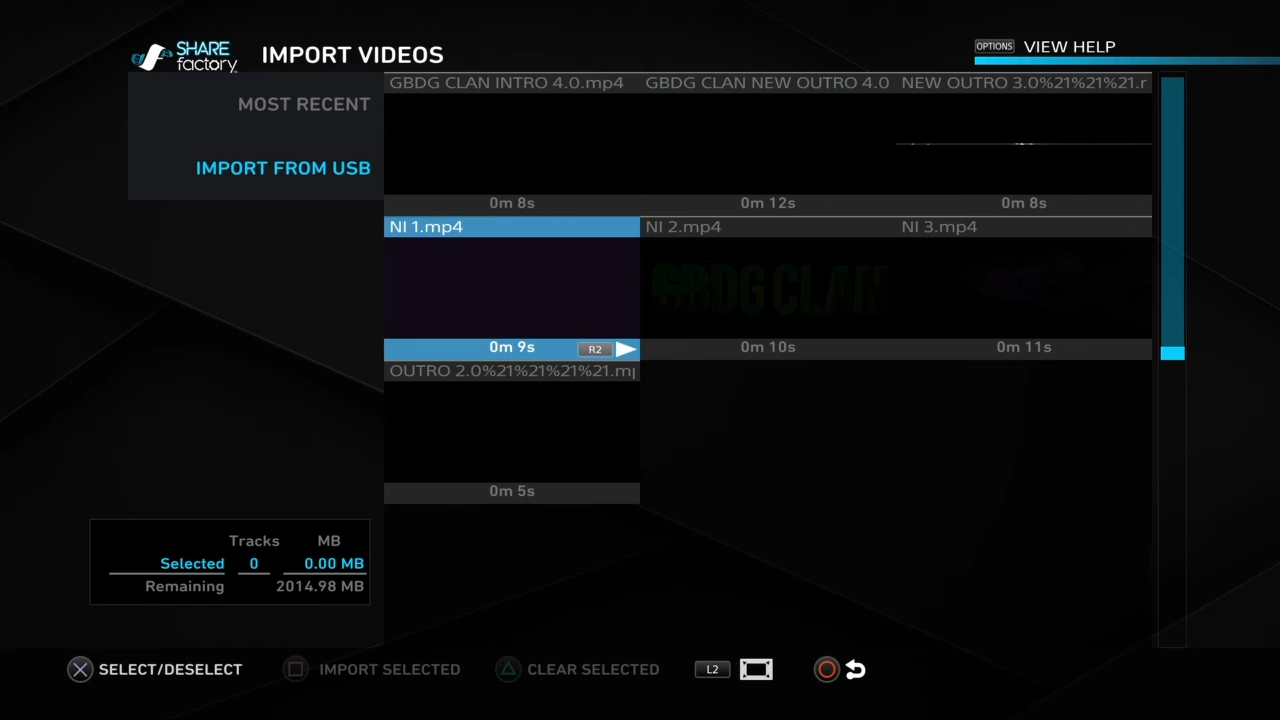 SHARE factory™ IMPORT VIDEOS
OPTIONS VIEW HELP
MOST RECENT
IMPORT FROM USB
GBDG CLAN INTRO 4.0.mp4
GBDG CLAN NEW OUTRO 4.0
NEW OUTRO 3.0%21%21%21.r
0m 8s
0m 12s
0m 8s
NI 1.mp4
NI 2.mp4
NI 3.mp4
GBDG CLAN
0m 9s R2
0m 10s
0m 11s
OUTRO 2.0%21%21%21%21.mp
0m 5s
Tracks MB
Selected 0 0.00 MB
Remaining 2014.98 MB
SELECT/DESELECT
IMPORT SELECTED
CLEAR SELECTED
L2